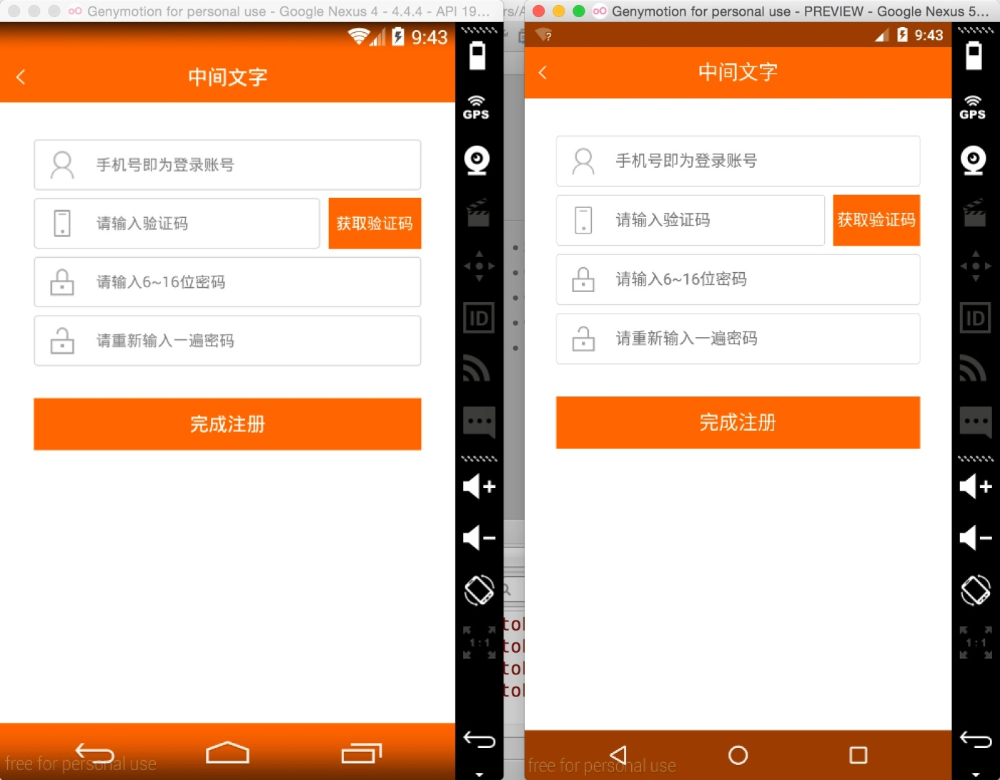 Genymotion for personal use - Google Nexus 4 - 4.4.4 - API 19...
9:43
中间文字
手机号即为登录账号
请输入验证码
获取验证码
请输入6~16位密码
请重新输入一遍密码
完成注册
free for personal use
GPS
ID
1:1
rs/A
tol
tol
tol
tol
Genymotion for personal use - PREVIEW - Google Nexus 5...
?
9:43
中间文字
手机号即为登录账号
请输入验证码
获取验证码
请输入6~16位密码
请重新输入一遍密码
完成注册
free for personal use
GPS
ID
1:1